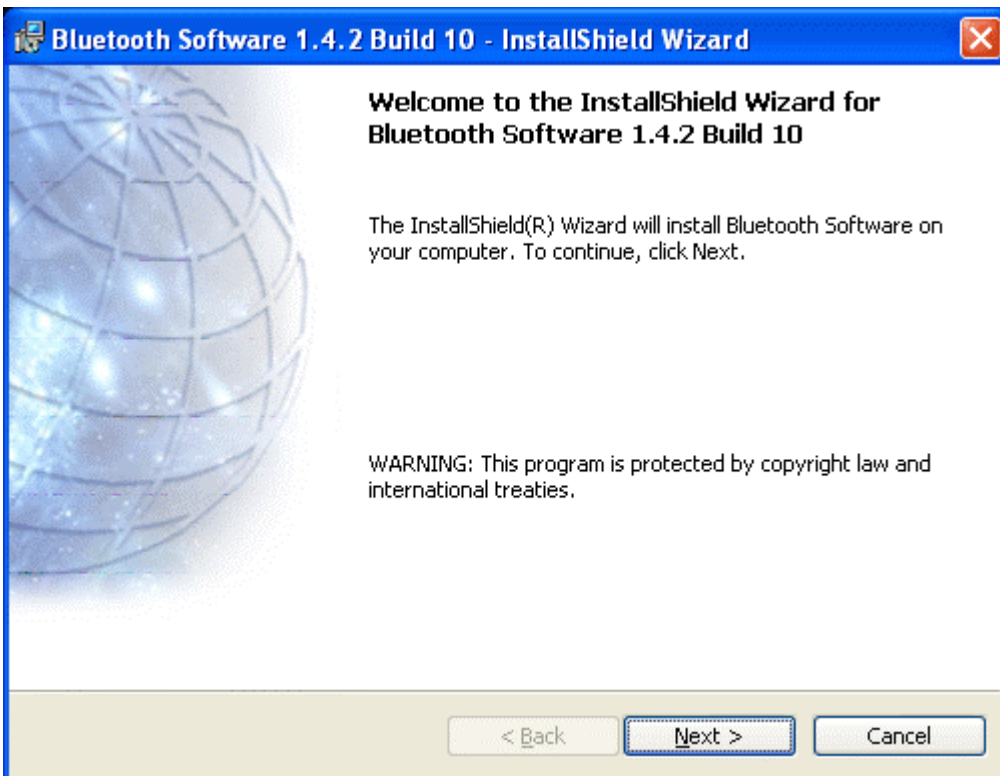 Bluetooth Software 1.4.2 Build 10 - InstallShield Wizard
Welcome to the InstallShield Wizard for
Bluetooth Software 1.4.2 Build 10
The InstallShield(R) Wizard will install Bluetooth Software on
your computer. To continue, click Next.
WARNING: This program is protected by copyright law and
international treaties.
< Back Next > Cancel